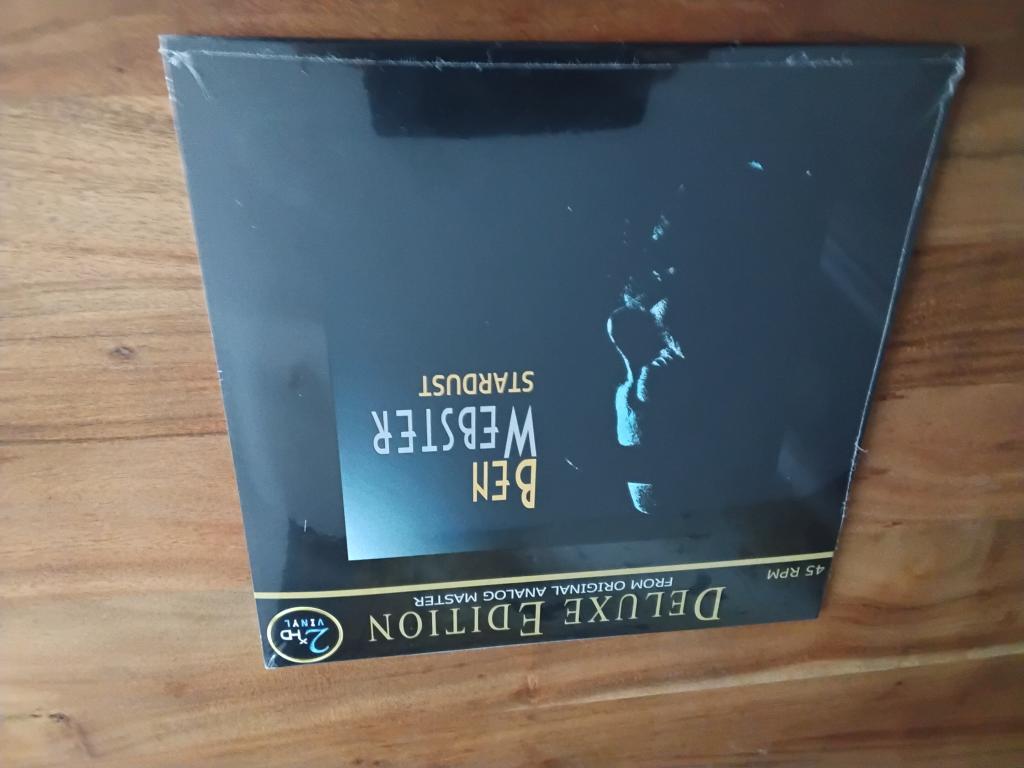 DELUXE EDITION
FROM ORIGINAL ANALOG MASTER
45 RPM
2xHD
VINYL
BEN
WEBSTER
STARDUST